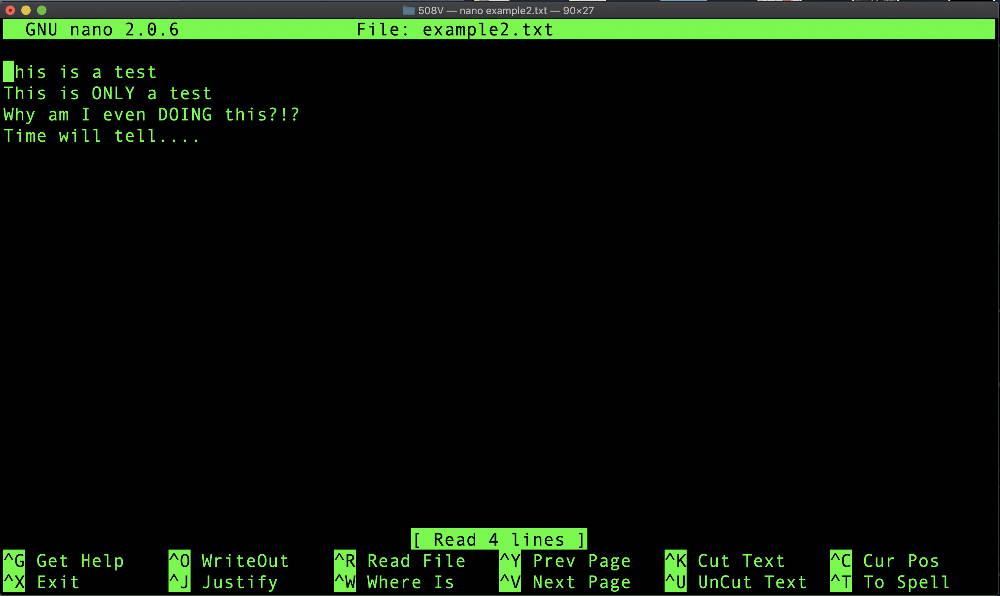 508V — nano example2.txt — 90×27
GNU nano 2.0.6 File: example2.txt
his is a test
This is ONLY a test
Why am I even DOING this?!?
Time will tell....
[ Read 4 lines ]
^G Get Help ^O WriteOut ^R Read File ^Y Prev Page ^K Cut Text ^C Cur Pos
^X Exit ^J Justify ^W Where Is ^V Next Page ^U UnCut Text ^T To Spell